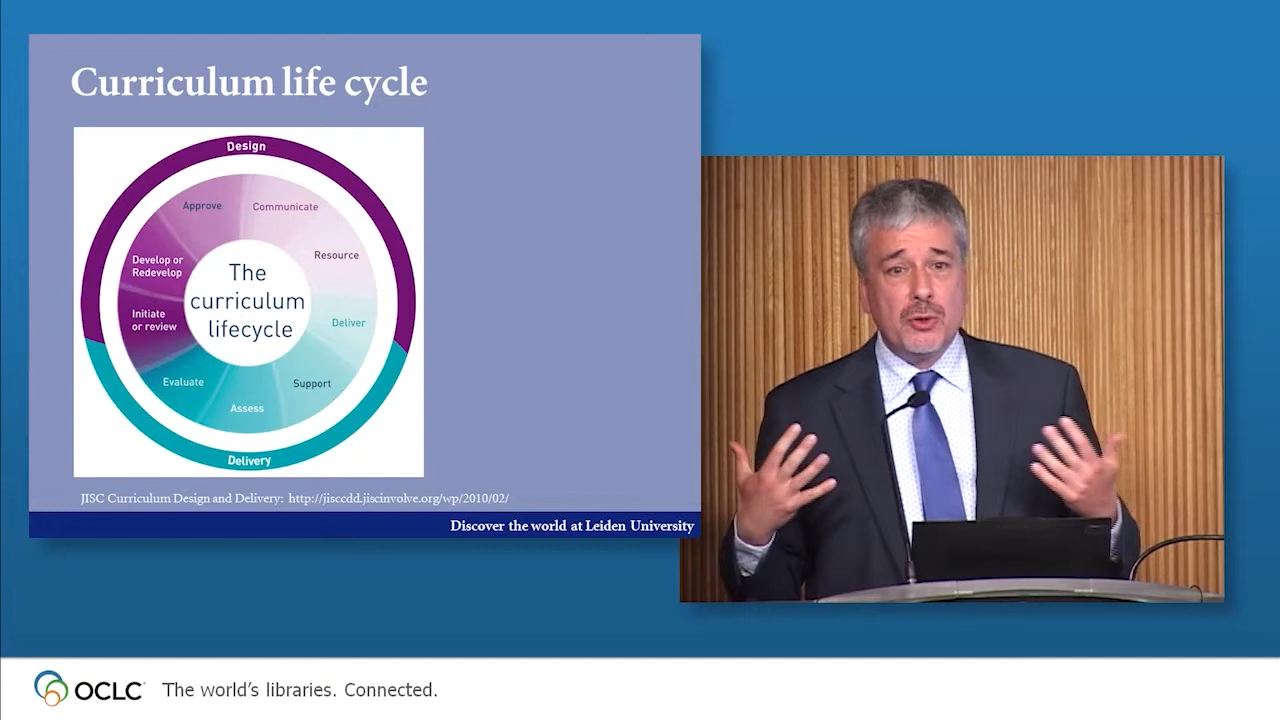 Curriculum life cycle
Design
Approve
Communicate
Develop or
Redevelop
Resource
The
curriculum
lifecycle
Initiate
or review
Deliver
Evaluate
Support
Assess
Delivery
JISC Curriculum Design and Delivery: http://jisccdd.jiscinvolve.org/wp/2010/02/
Discover the world at Leiden University
OCLC
The world's libraries. Connected.